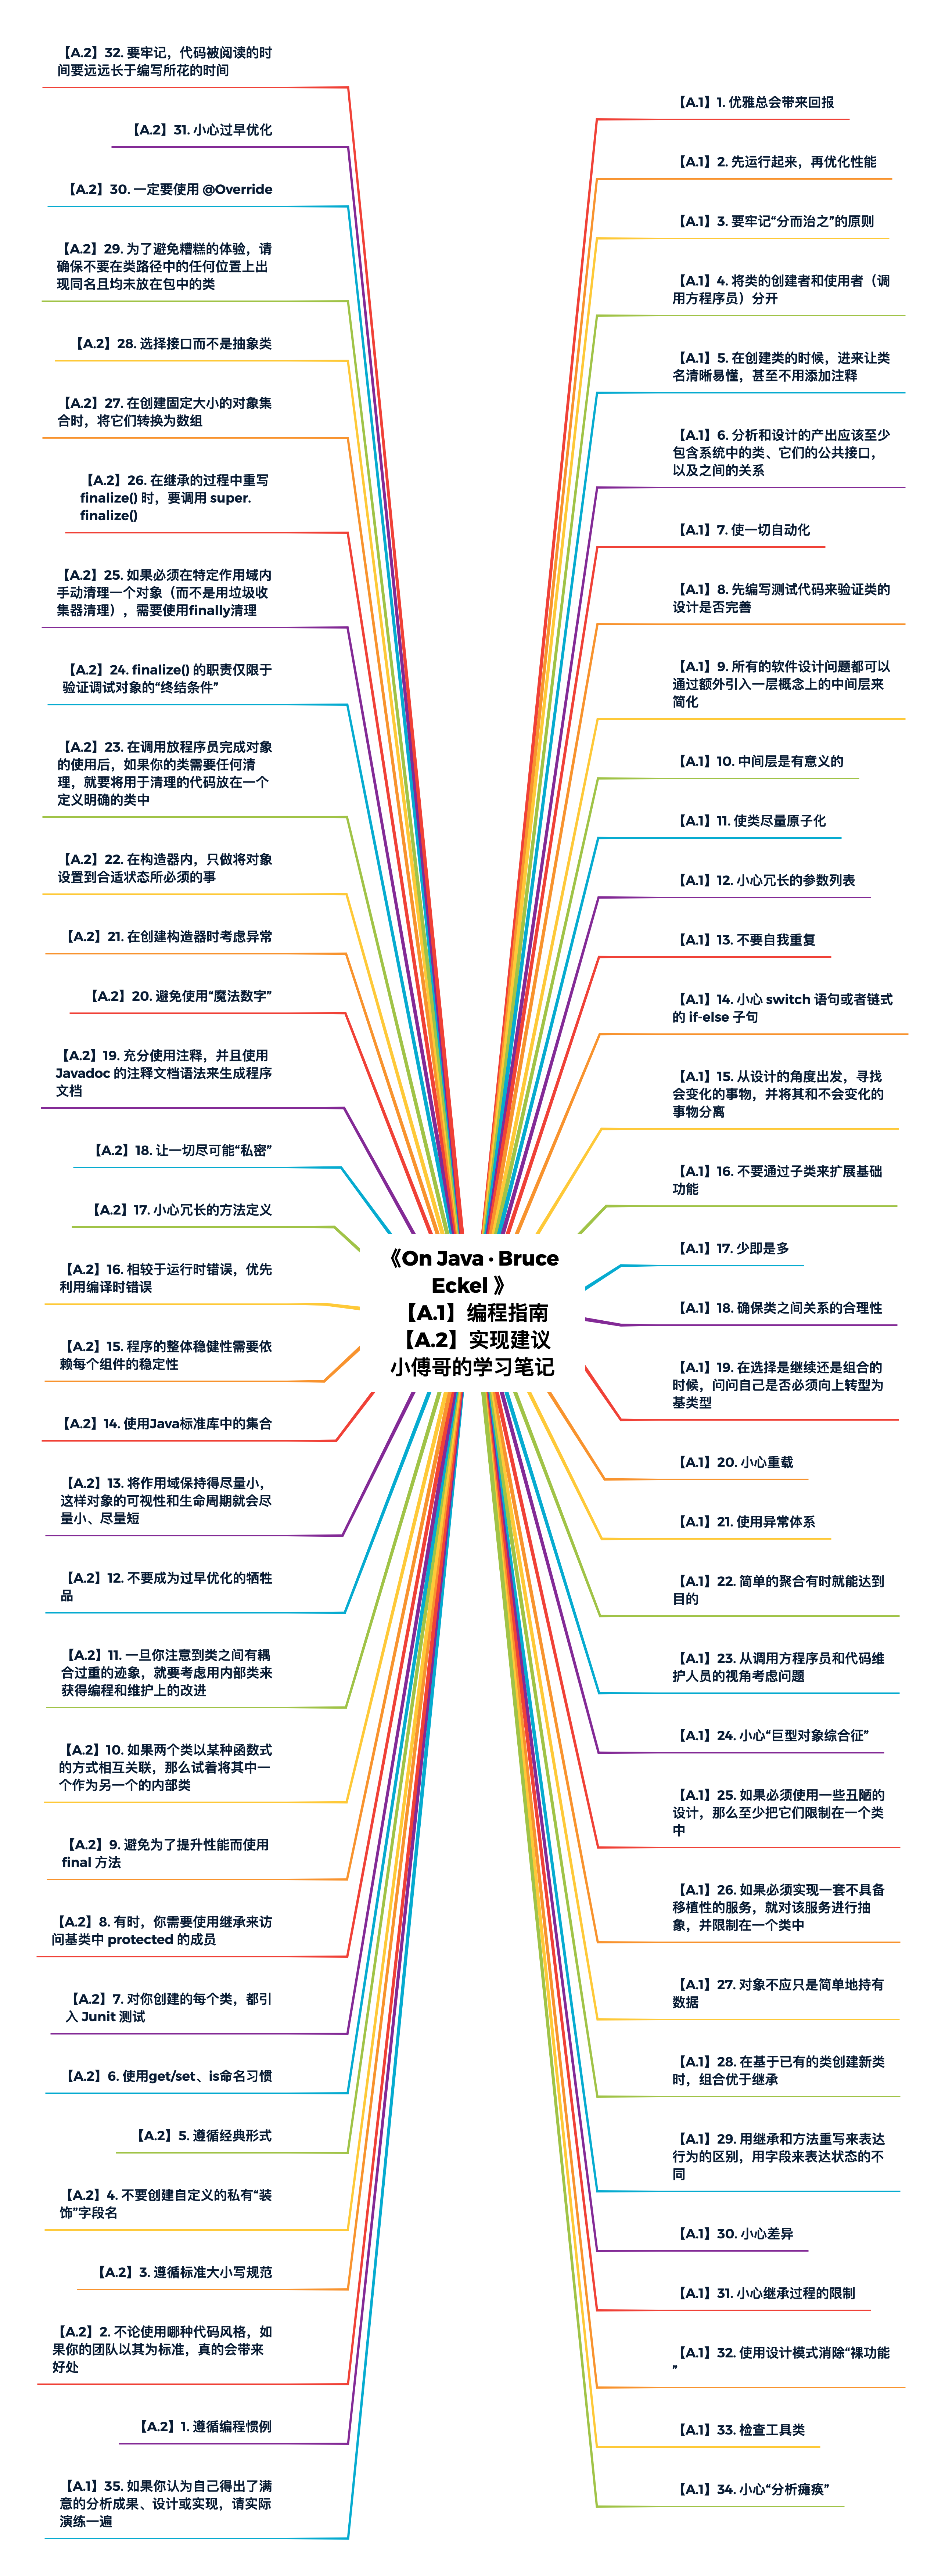 《On Java · Bruce
Eckel 》
【A.1】编程指南
【A.2】实现建议
小傅哥的学习笔记
【A.1】1. 优雅总会带来回报
【A.1】2. 先运行起来，再优化性能
【A.1】3. 要牢记“分而治之”的原则
【A.1】4. 将类的创建者和使用者（调
用方程序员）分开
【A.1】5. 在创建类的时候，进来让类
名清晰易懂，甚至不用添加注释
【A.1】6. 分析和设计的产出应该至少
包含系统中的类、它们的公共接口，
以及之间的关系
【A.1】7. 使一切自动化
【A.1】8. 先编写测试代码来验证类的
设计是否完善
【A.1】9. 所有的软件设计问题都可以
通过额外引入一层概念上的中间层来
简化
【A.1】10. 中间层是有意义的
【A.1】11. 使类尽量原子化
【A.1】12. 小心冗长的参数列表
【A.1】13. 不要自我重复
【A.1】14. 小心 switch 语句或者链式
的 if-else 子句
【A.1】15. 从设计的角度出发，寻找
会变化的事物，并将其和不会变化的
事物分离
【A.1】16. 不要通过子类来扩展基础
功能
【A.1】17. 少即是多
【A.1】18. 确保类之间关系的合理性
【A.1】19. 在选择是继续还是组合的
时候，问问自己是否必须向上转型为
基类型
【A.1】20. 小心重载
【A.1】21. 使用异常体系
【A.1】22. 简单的聚合有时就能达到
目的
【A.1】23. 从调用方程序员和代码维
护人员的视角考虑问题
【A.1】24. 小心“巨型对象综合征”
【A.1】25. 如果必须使用一些丑陋的
设计，那么至少把它们限制在一个类
中
【A.1】26. 如果必须实现一套不具备
移植性的服务，就对该服务进行抽
象，并限制在一个类中
【A.1】27. 对象不应只是简单地持有
数据
【A.1】28. 在基于已有的类创建新类
时，组合优于继承
【A.1】29. 用继承和方法重写来表达
行为的区别，用字段来表达状态的不
同
【A.1】30. 小心差异
【A.1】31. 小心继承过程的限制
【A.1】32. 使用设计模式消除“裸功能
”
【A.1】33. 检查工具类
【A.1】34. 小心“分析瘫痪”
【A.1】35. 如果你认为自己得出了满
意的分析成果、设计或实现，请实际
演练一遍
【A.2】1. 遵循编程惯例
【A.2】2. 不论使用哪种代码风格，如
果你的团队以其为标准，真的会带来
好处
【A.2】3. 遵循标准大小写规范
【A.2】4. 不要创建自定义的私有“装
饰”字段名
【A.2】5. 遵循经典形式
【A.2】6. 使用get/set、is命名习惯
【A.2】7. 对你创建的每个类，都引
入 Junit 测试
【A.2】8. 有时，你需要使用继承来访
问基类中 protected 的成员
【A.2】9. 避免为了提升性能而使用
final 方法
【A.2】10. 如果两个类以某种函数式
的方式相互关联，那么试着将其中一
个作为另一个的内部类
【A.2】11. 一旦你注意到类之间有耦
合过重的迹象，就要考虑用内部类来
获得编程和维护上的改进
【A.2】12. 不要成为过早优化的牺牲
品
【A.2】13. 将作用域保持得尽量小，
这样对象的可视性和生命周期就会尽
量小、尽量短
【A.2】14. 使用Java标准库中的集合
【A.2】15. 程序的整体稳健性需要依
赖每个组件的稳定性
【A.2】16. 相较于运行时错误，优先
利用编译时错误
【A.2】17. 小心冗长的方法定义
【A.2】18. 让一切尽可能“私密”
【A.2】19. 充分使用注释，并且使用
Javadoc 的注释文档语法来生成程序
文档
【A.2】20. 避免使用“魔法数字”
【A.2】21. 在创建构造器时考虑异常
【A.2】22. 在构造器内，只做将对象
设置到合适状态所必须的事
【A.2】23. 在调用放程序员完成对象
的使用后，如果你的类需要任何清
理，就要将用于清理的代码放在一个
定义明确的类中
【A.2】24. finalize() 的职责仅限于
验证调试对象的“终结条件”
【A.2】25. 如果必须在特定作用域内
手动清理一个对象（而不是用垃圾收
集器清理），需要使用finally清理
【A.2】26. 在继承的过程中重写
finalize() 时，要调用 super.
finalize()
【A.2】27. 在创建固定大小的对象集
合时，将它们转换为数组
【A.2】28. 选择接口而不是抽象类
【A.2】29. 为了避免糟糕的体验，请
确保不要在类路径中的任何位置上出
现同名且均未放在包中的类
【A.2】30. 一定要使用 @Override
【A.2】31. 小心过早优化
【A.2】32. 要牢记，代码被阅读的时
间要远远长于编写所花的时间